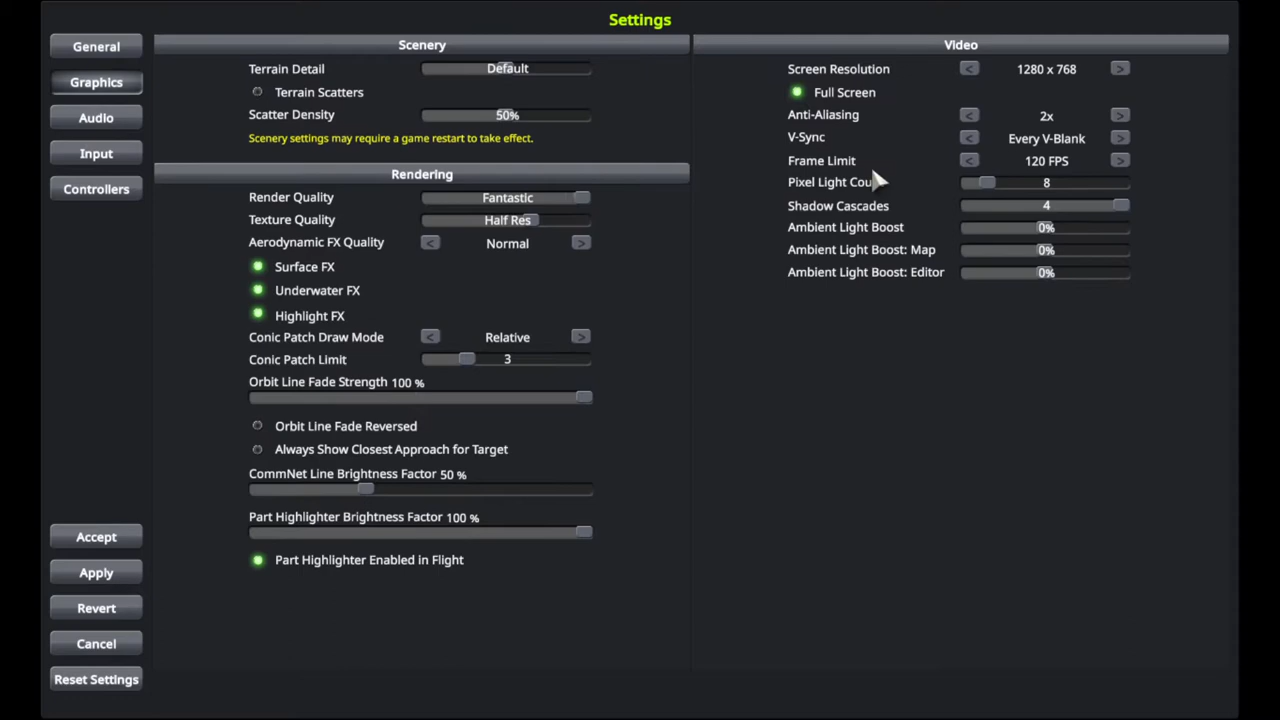 Settings
General
Graphics
Audio
Input
Controllers
Accept
Apply
Revert
Cancel
Reset Settings
Scenery
Terrain Detail Default
Terrain Scatters
Scatter Density 50%
Scenery settings may require a game restart to take effect.
Rendering
Render Quality Fantastic
Texture Quality Half Res
Aerodynamic FX Quality < Normal >
Surface FX
Underwater FX
Highlight FX
Conic Patch Draw Mode < Relative >
Conic Patch Limit 3
Orbit Line Fade Strength 100 %
Orbit Line Fade Reversed
Always Show Closest Approach for Target
CommNet Line Brightness Factor 50 %
Part Highlighter Brightness Factor 100 %
Part Highlighter Enabled in Flight
Video
Screen Resolution < 1280 x 768 >
Full Screen
Anti-Aliasing < 2x >
V-Sync < Every V-Blank >
Frame Limit < 120 FPS >
Pixel Light Cou 8
Shadow Cascades 4
Ambient Light Boost 0%
Ambient Light Boost: Map 0%
Ambient Light Boost: Editor 0%